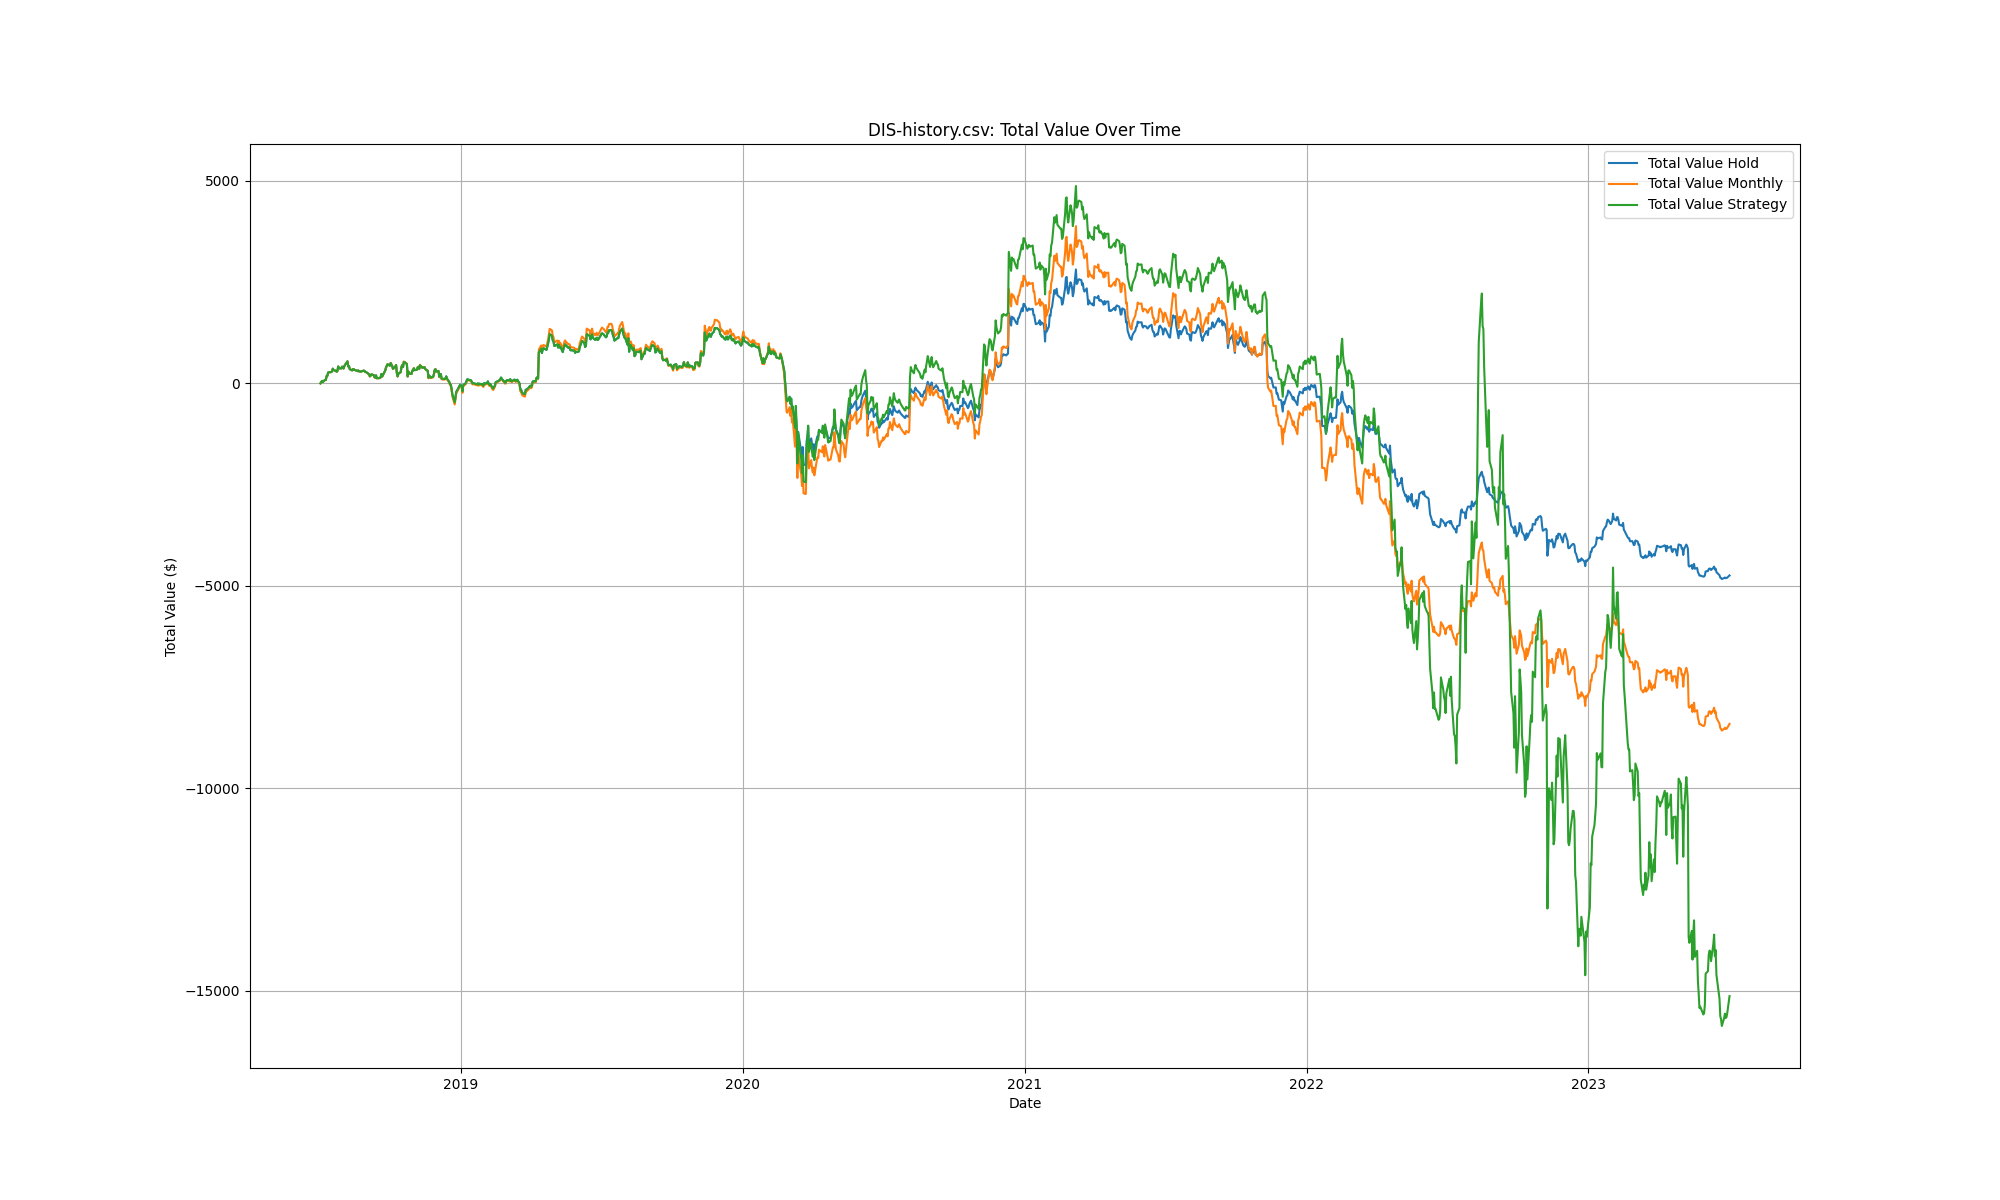 DIS-history.csv: Total Value Over Time
Total Value Hold
Total Value Monthly
Total Value Strategy
Total Value ($)
5000
0
−5000
−10000
−15000
2019
2020
2021
2022
2023
Date